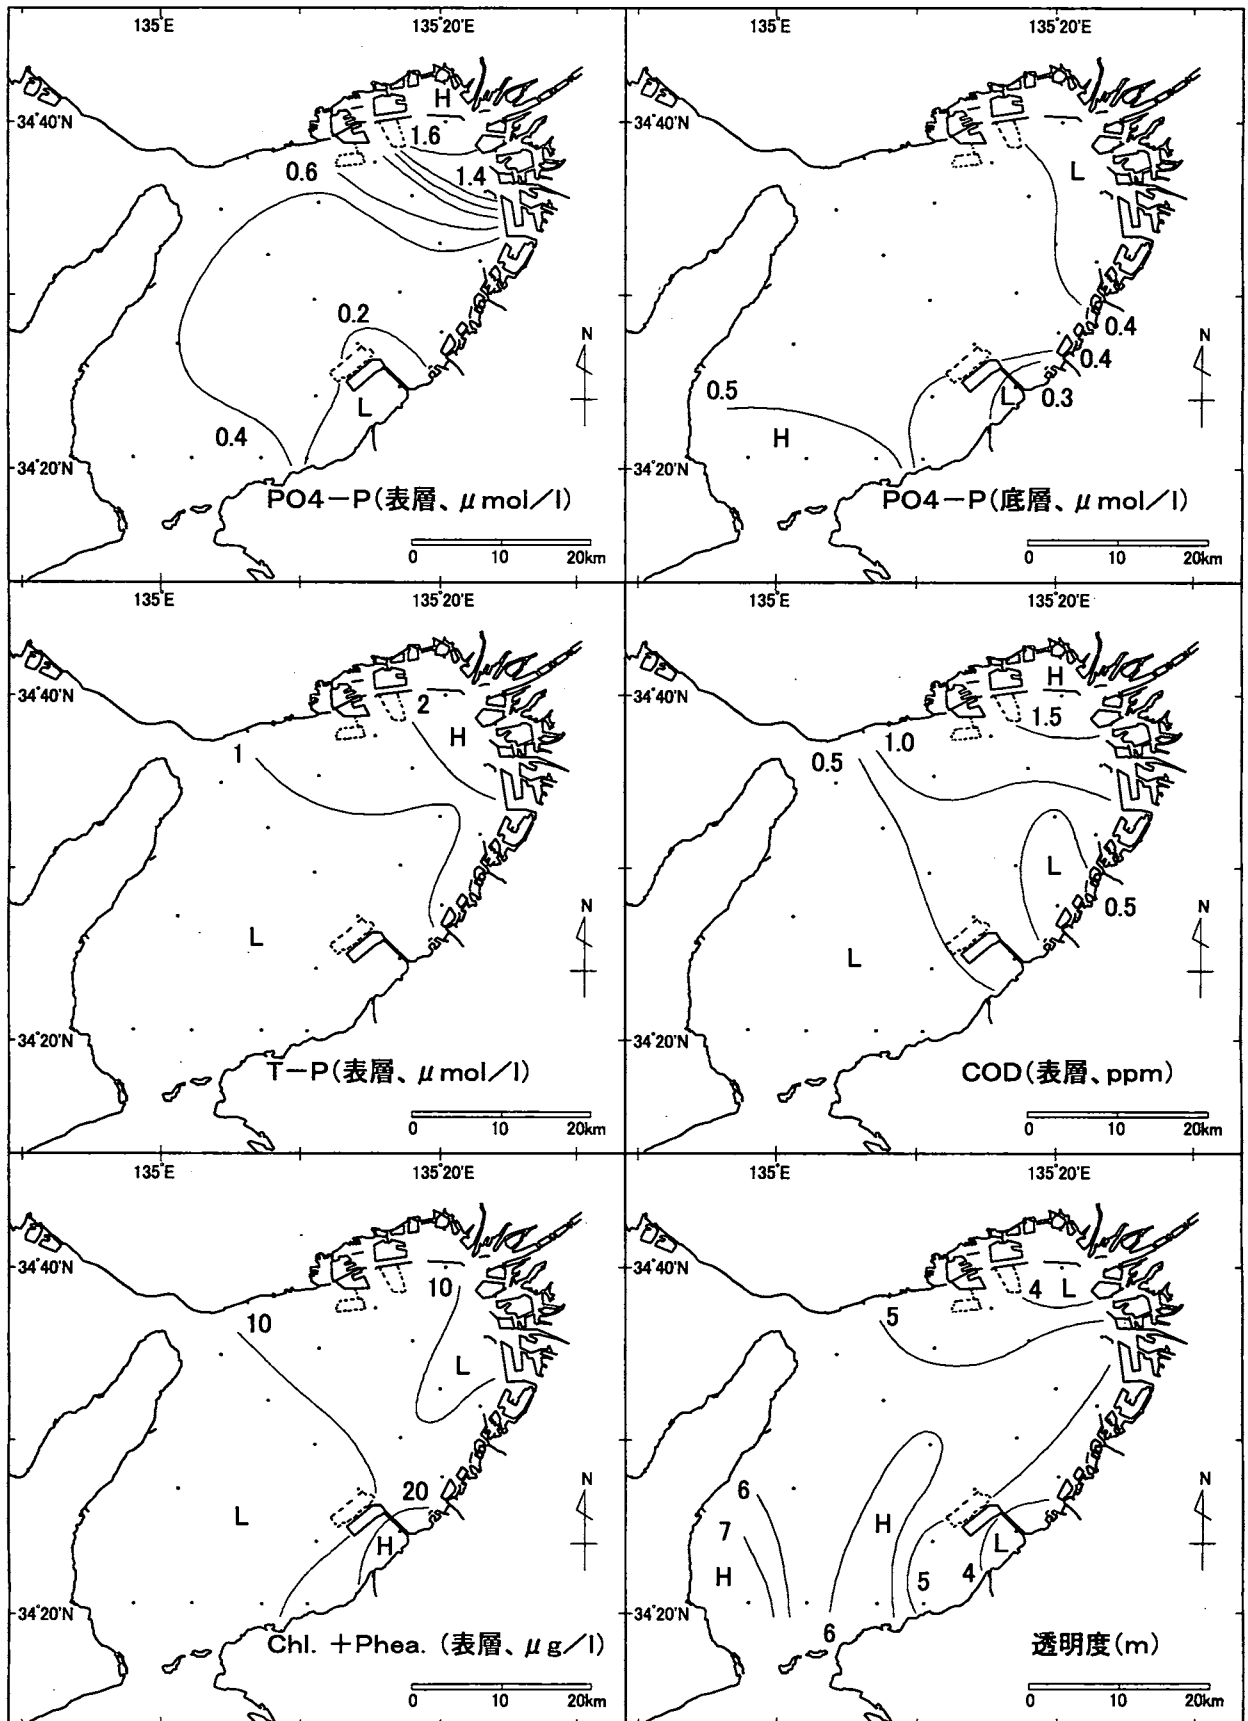 135°E 135°20'E 135°E 135°20'E
H
34°40'N 1.6 34°40'N
0.6 1.4 L
0.2 N N
0.4
0.4
0.5 0.3
L L
0.4 H
34°20'N 34°20'N
PO4-P(表層、μmol/l) PO4-P(底層、μmol/l)
0 10 20km 0 10 20km
135°E 135°20'E 135°E 135°20'E
H
34°40'N 2 34°40'N 1.5
H
1 0.5 1.0
L
N 0.5 N
L L
34°20'N 34°20'N
T-P(表層、μmol/l) COD(表層、ppm)
0 10 20km 0 10 20km
135°E 135°20'E 135°E 135°20'E
34°40'N 10 34°40'N 4 L
10 5
L
20 N 6 N
L H
7
H L
H 5 4
34°20'N 34°20'N
6
Chl. +Phea. (表層、μg/l) 透明度(m)
0 10 20km 0 10 20km